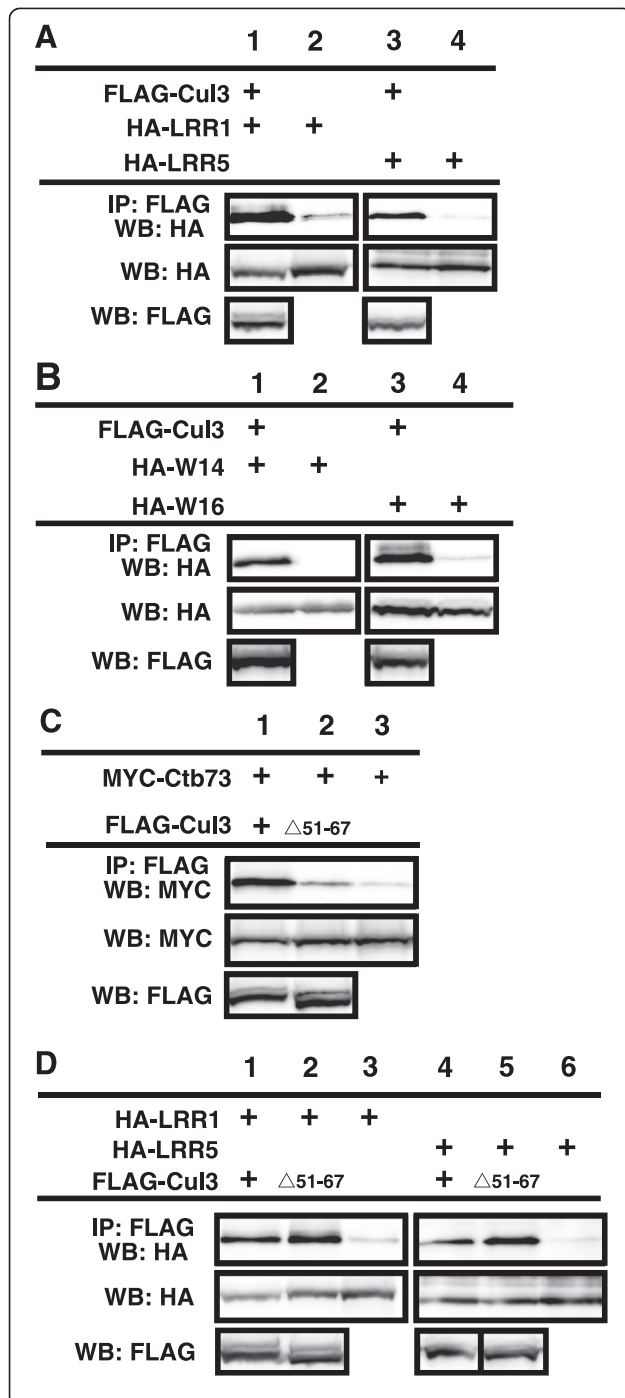 A 1 2 3 4
FLAG-Cul3 + +
HA-LRR1 + +
HA-LRR5 + +
IP: FLAG
WB: HA
WB: HA
WB: FLAG
B 1 2 3 4
FLAG-Cul3 + +
HA-W14 + +
HA-W16 + +
IP: FLAG
WB: HA
WB: HA
WB: FLAG
C 1 2 3
MYC-Ctb73 + + +
FLAG-Cul3 + △51-67
IP: FLAG
WB: MYC
WB: MYC
WB: FLAG
D 1 2 3 4 5 6
HA-LRR1 + + +
HA-LRR5 + + +
FLAG-Cul3 + △51-67 + △51-67
IP: FLAG
WB: HA
WB: HA
WB: FLAG